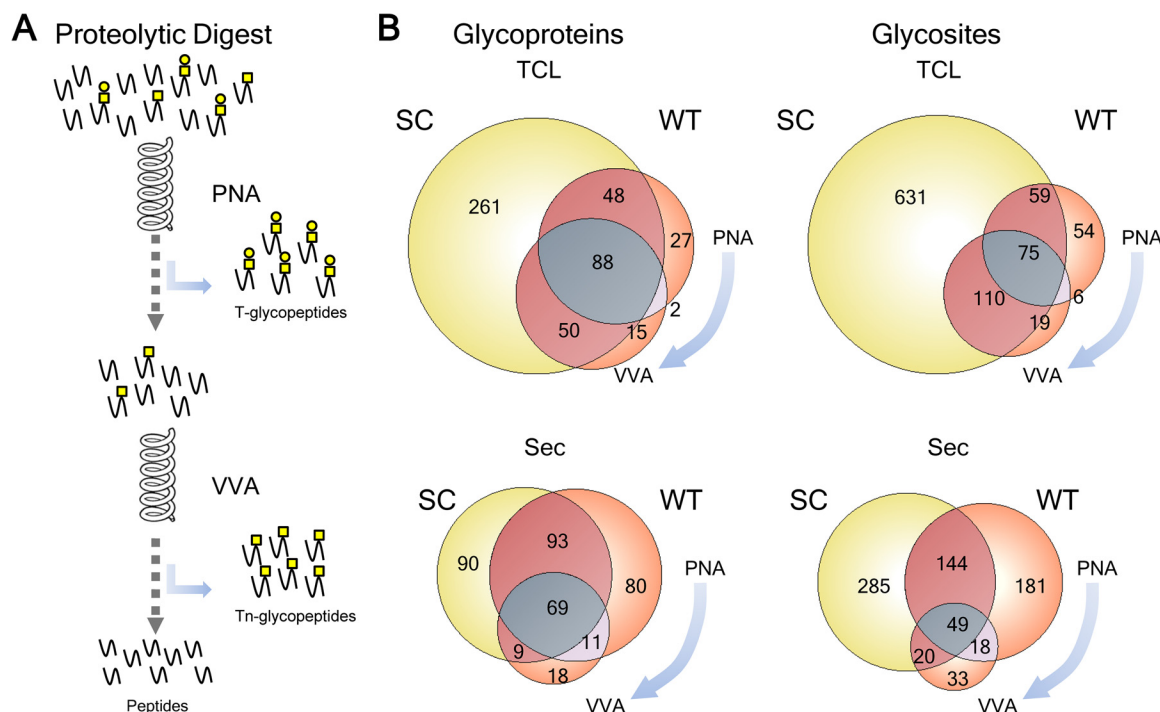 A
Proteolytic Digest
PNA
T-glycopeptides
VVA
Tn-glycopeptides
Peptides
B
Glycoproteins
TCL
SC
WT
261
48
27
PNA
88
2
50
15
VVA
Glycosites
TCL
SC
WT
631
59
54
PNA
75
6
110
19
VVA
Sec
SC
WT
90
93
80
PNA
69
11
9
18
VVA
Sec
SC
WT
285
144
181
PNA
49
18
20
33
VVA